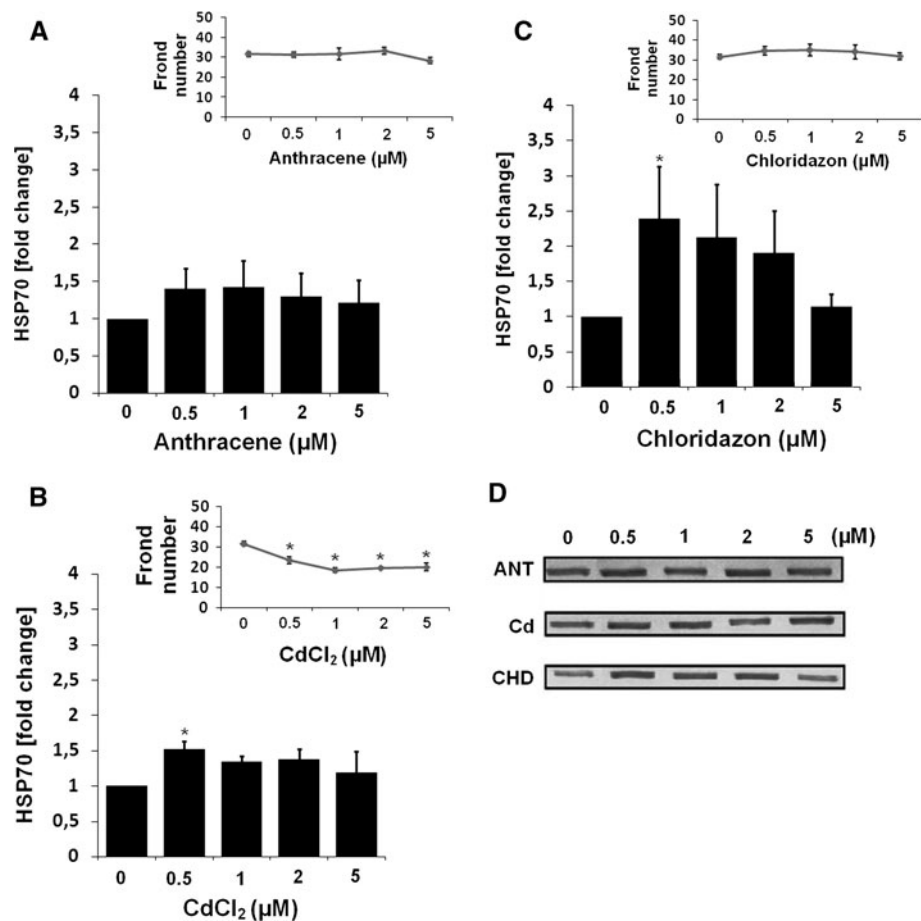 A
Frond number
50
40
30
20
10
0
0 0.5 1 2 5
Anthracene (µM)
HSP70 [fold change]
4
3,5
3
2,5
2
1,5
1
0,5
0
0 0.5 1 2 5
Anthracene (µM)
C
Frond number
50
40
30
20
10
0
0 0.5 1 2 5
Chloridazon (µM)
HSP70 [fold change]
4
3,5
3
2,5
2
1,5
1
0,5
0
*
0 0.5 1 2 5
Chloridazon (µM)
B
Frond number
50
40
30
20
10
0
* * * *
0 0.5 1 2 5
CdCl₂ (µM)
HSP70 [fold change]
4
3,5
3
2,5
2
1,5
1
0,5
0
*
0 0.5 1 2 5
CdCl₂ (µM)
D
0 0.5 1 2 5 (µM)
ANT
Cd
CHD